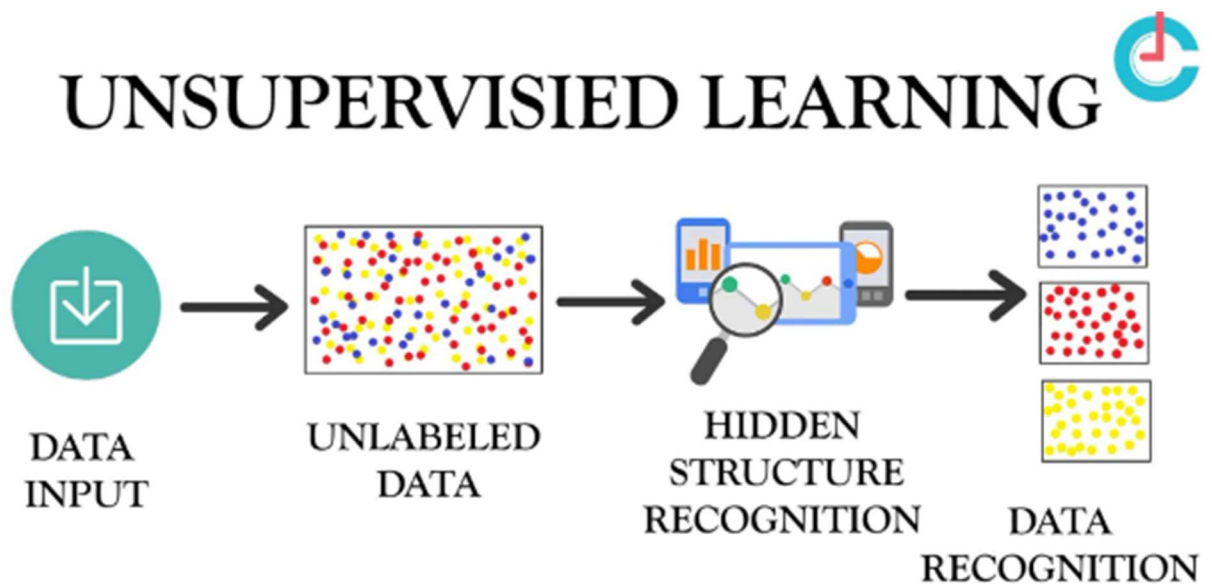 UNSUPERVISIED LEARNING
DATA
INPUT
UNLABELED
DATA
HIDDEN
STRUCTURE
RECOGNITION
DATA
RECOGNITION